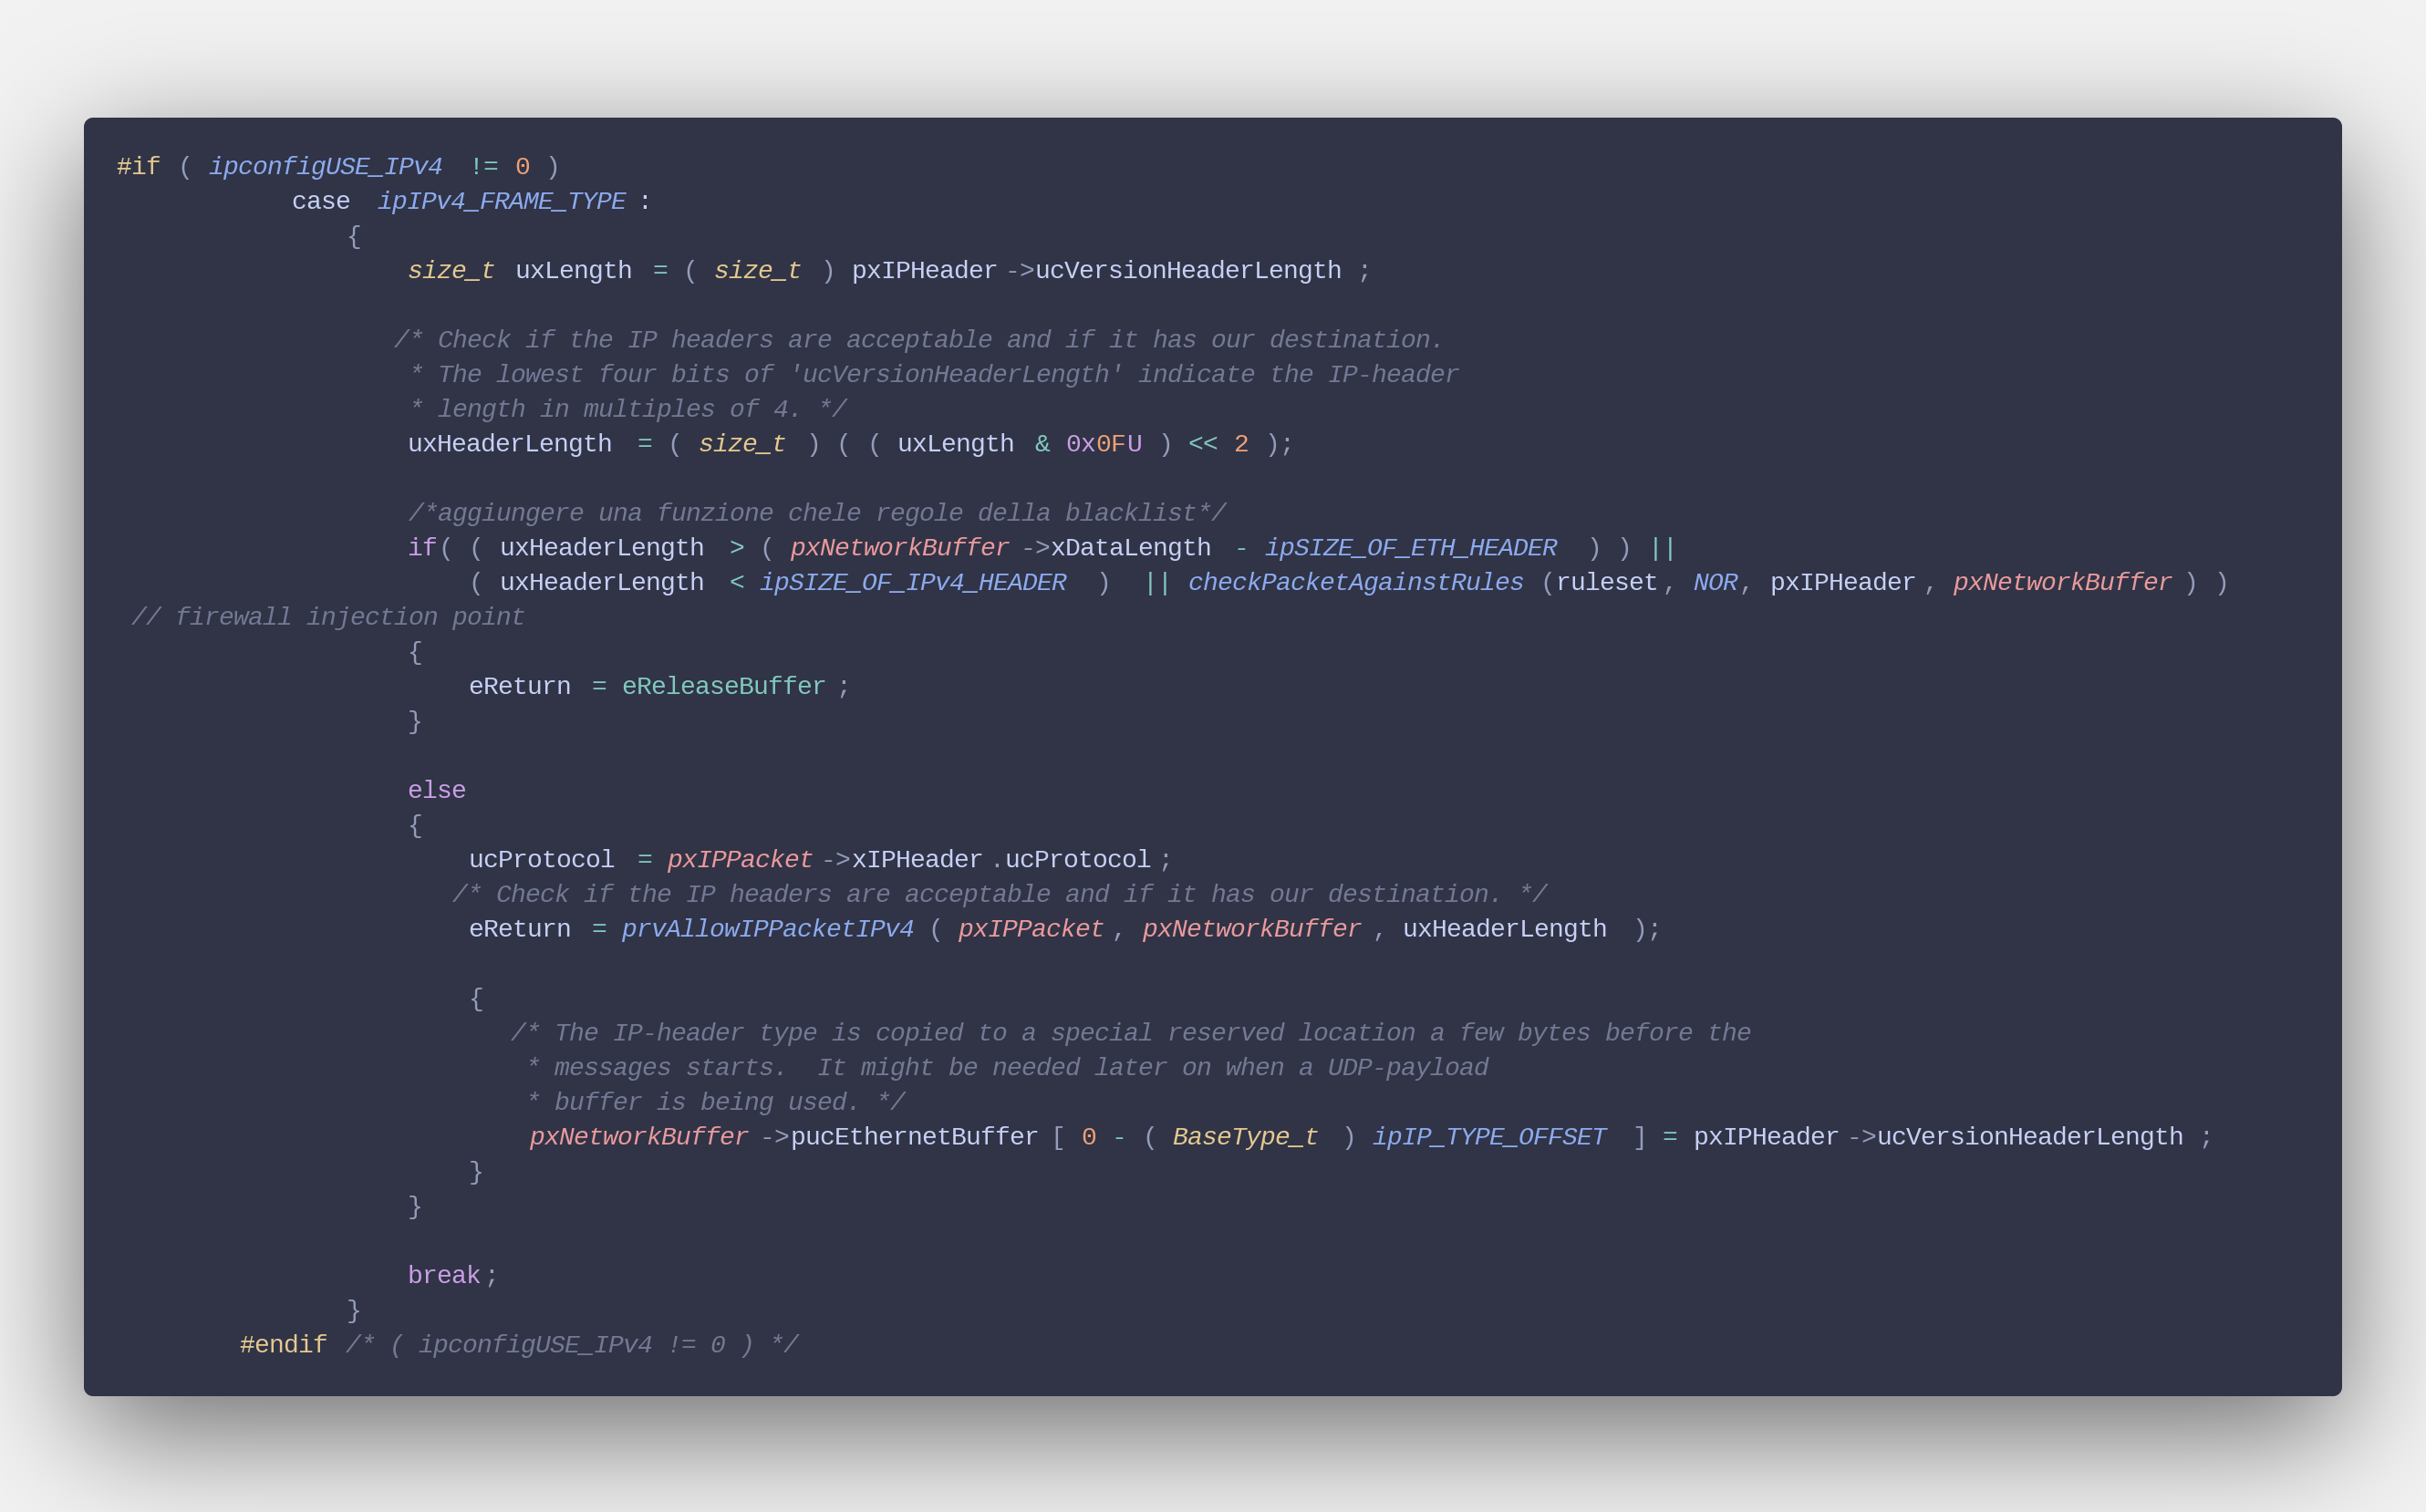 #if ( ipconfigUSE_IPv4 != 0 )
case ipIPv4_FRAME_TYPE :
{
size_t uxLength = ( size_t ) pxIPHeader ->ucVersionHeaderLength ;
/* Check if the IP headers are acceptable and if it has our destination.
* The lowest four bits of 'ucVersionHeaderLength' indicate the IP-header
* length in multiples of 4. */
uxHeaderLength = ( size_t ) ( ( uxLength & 0x0FU ) << 2 );
/*aggiungere una funzione chele regole della blacklist*/
if( ( uxHeaderLength > ( pxNetworkBuffer ->xDataLength - ipSIZE_OF_ETH_HEADER ) ) ||
( uxHeaderLength < ipSIZE_OF_IPv4_HEADER ) || checkPacketAgainstRules (ruleset, NOR, pxIPHeader , pxNetworkBuffer ) )
// firewall injection point
{
eReturn = eReleaseBuffer ;
}
else
{
ucProtocol = pxIPPacket ->xIPHeader .ucProtocol ;
/* Check if the IP headers are acceptable and if it has our destination. */
eReturn = prvAllowIPPacketIPv4 ( pxIPPacket , pxNetworkBuffer , uxHeaderLength );
{
/* The IP-header type is copied to a special reserved location a few bytes before the
* messages starts.  It might be needed later on when a UDP-payload
* buffer is being used. */
pxNetworkBuffer ->pucEthernetBuffer [ 0 - ( BaseType_t ) ipIP_TYPE_OFFSET ] = pxIPHeader ->ucVersionHeaderLength ;
}
}
break;
}
#endif /* ( ipconfigUSE_IPv4 != 0 ) */